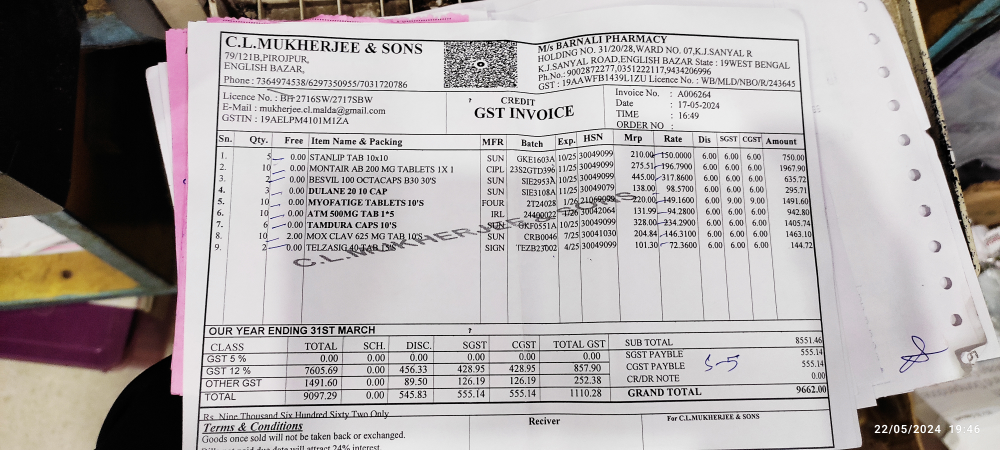 C.L.MUKHERJEE & SONS
79/121B,PIROJPUR,
ENGLISH BAZAR,
Phone : 7364974538/6297350955/7031720786
M/s BARNALI PHARMACY
HOLDING NO. 31/20/28,WARD NO. 07,K.J.SANYAL R
K.J.SANYAL ROAD,ENGLISH BAZAR State : 19WEST BENGAL
Ph.No.: 9002872277,0351222117,9434206996
GST : 19AAWFB1439L1ZU Licence No.: WB/MLD/NBO/R/243645
Licence No. : BH 2716SW/2717SBW
E-Mail : mukherjee.cl.malda@gmail.com
GSTIN : 19AELPM4101M1ZA
CREDIT
GST INVOICE
Invoice No. : A006264
Date : 17-05-2024
TIME : 16:49
ORDER NO :
Sn. Qty. Free Item Name & Packing MFR Batch Exp. HSN Mrp Rate Dis SGST CGST Amount
1. 5 0.00 STANLIP TAB 10x10 SUN GKE1603A 10/25 30049099 210.00 150.0000 6.00 6.00 6.00 750.00
2. 10 0.00 MONTAIR AB 200 MG TABLETS 1X 1 CIPL 23S2GTD396 11/25 30049099 275.51 196.7900 6.00 6.00 6.00 1967.90
3. 2 0.00 BESVIL 100 OCTACAPS B30 30'S SUN SIE2953A 10/25 30049099 445.00 317.8600 6.00 6.00 6.00 635.72
4. 3 0.00 DULANE 20 10 CAP SUN SIE3108A 11/25 30049079 138.00 98.5700 6.00 6.00 6.00 295.71
5. 10 0.00 MYOFATIGE TABLETS 10'S FOUR 2T24028 1/26 21069099 220.00 149.1600 6.00 9.00 9.00 1491.60
6. 10 0.00 ATM 500MG TAB 1*5 IRL 24400022 1/26 30042064 131.99 94.2800 6.00 6.00 6.00 942.80
7. 6 0.00 TAMDURA CAPS 10'S SUN GKF0551A 10/25 30049099 328.00 234.2900 6.00 6.00 6.00 1405.74
8. 10 2.00 MOX CLAV 625 MG TAB 10'S SUN CRB0046 7/25 30041030 204.84 146.3100 6.00 6.00 6.00 1463.10
9. 2 0.00 TELZASIG 40 TAB 15'S SIGN TEZB23002 4/25 30049099 101.30 72.3600 6.00 6.00 6.00 144.72
C.L.MUKHERJEE & SONS
OUR YEAR ENDING 31ST MARCH
CLASS TOTAL SCH. DISC. SGST CGST TOTAL GST
GST 5 % 0.00 0.00 0.00 0.00 0.00 0.00
GST 12 % 7605.69 0.00 456.33 428.95 428.95 857.90
OTHER GST 1491.60 0.00 89.50 126.19 126.19 252.38
TOTAL 9097.29 0.00 545.83 555.14 555.14 1110.28
SUB TOTAL 8551.46
SGST PAYBLE 555.14
CGST PAYBLE 555.14
CR/DR NOTE 0.00
GRAND TOTAL 9662.00
Rs. Nine Thousand Six Hundred Sixty Two Only
Terms & Conditions
Goods once sold will not be taken back or exchanged.
Bills not paid due date will attract 24% interest.
Reciver
For C.L.MUKHERJEE & SONS
22/05/2024 19:46